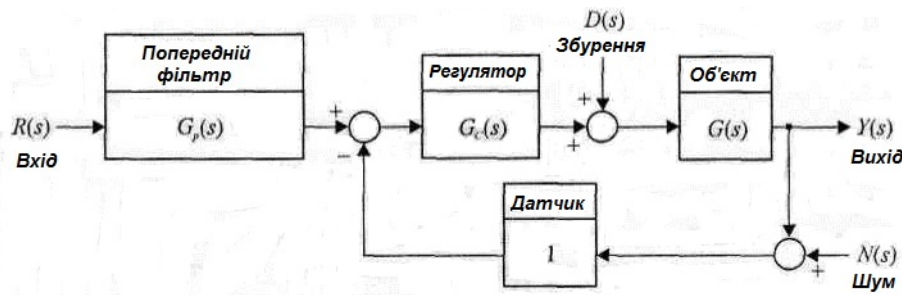 D(s)
Збурення
Попередній
фільтр
Регулятор
Об'єкт
R(s)
Вхід
G_p(s)
+
−
G_c(s)
+
+
G(s)
Y(s)
Вихід
Датчик
1
+
N(s)
Шум